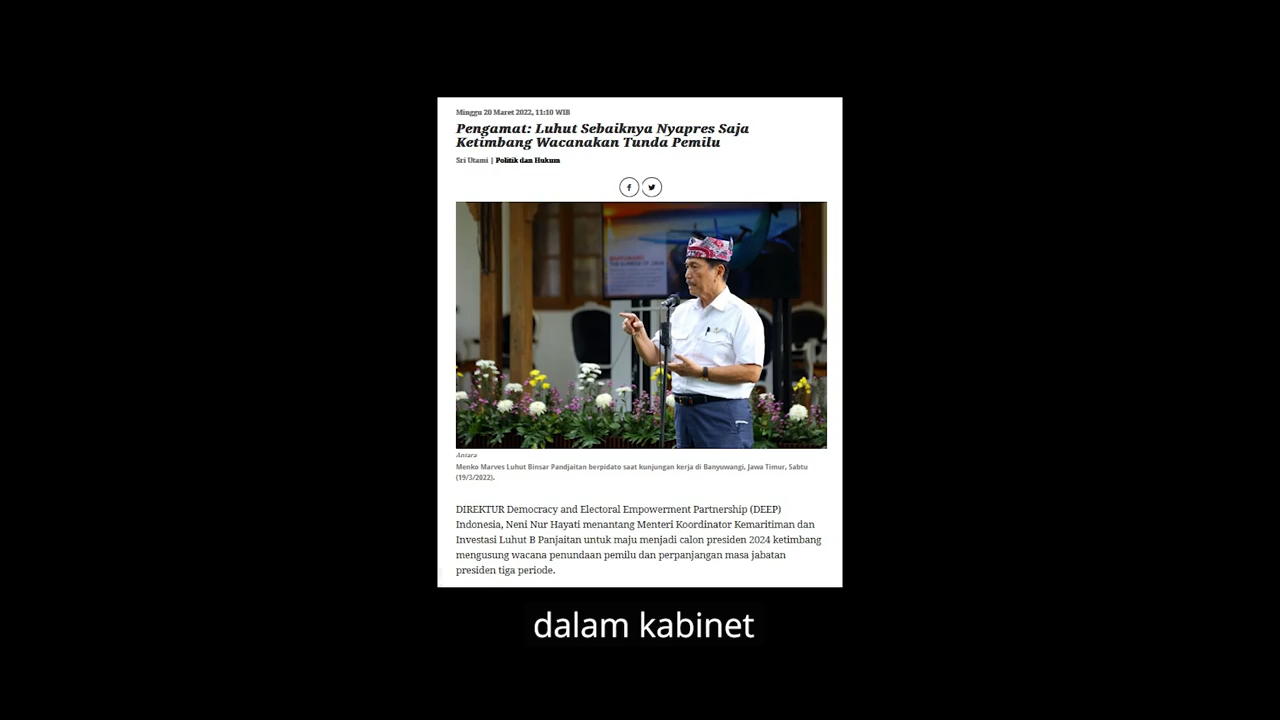 Minggu 20 Maret 2022, 11:10 WIB
Pengamat: Luhut Sebaiknya Nyapres Saja
Ketimbang Wacanakan Tunda Pemilu
Sri Utami | Politik dan Hukum
Antara
Menko Marves Luhut Binsar Pandjaitan berpidato saat kunjungan kerja di Banyuwangi, Jawa Timur, Sabtu
(19/3/2022).
DIREKTUR Democracy and Electoral Empowerment Partnership (DEEP)
Indonesia, Neni Nur Hayati menantang Menteri Koordinator Kemaritiman dan
Investasi Luhut B Panjaitan untuk maju menjadi calon presiden 2024 ketimbang
mengusung wacana penundaan pemilu dan perpanjangan masa jabatan
presiden tiga periode.
dalam kabinet